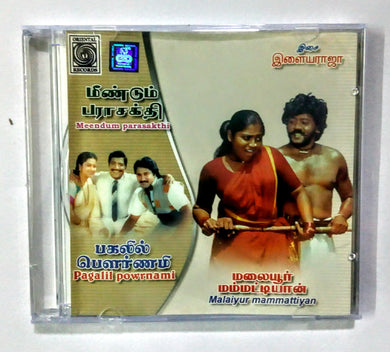 ORIENTAL
RECORDS
இசை
இளையராஜா
மீண்டும்
பராசக்தி
Meendum parasakthi
பகலில்
பௌர்ணமி
Pagalil powrnami
மலையூர்
மம்மட்டியான்
Malaiyur mammattiyan